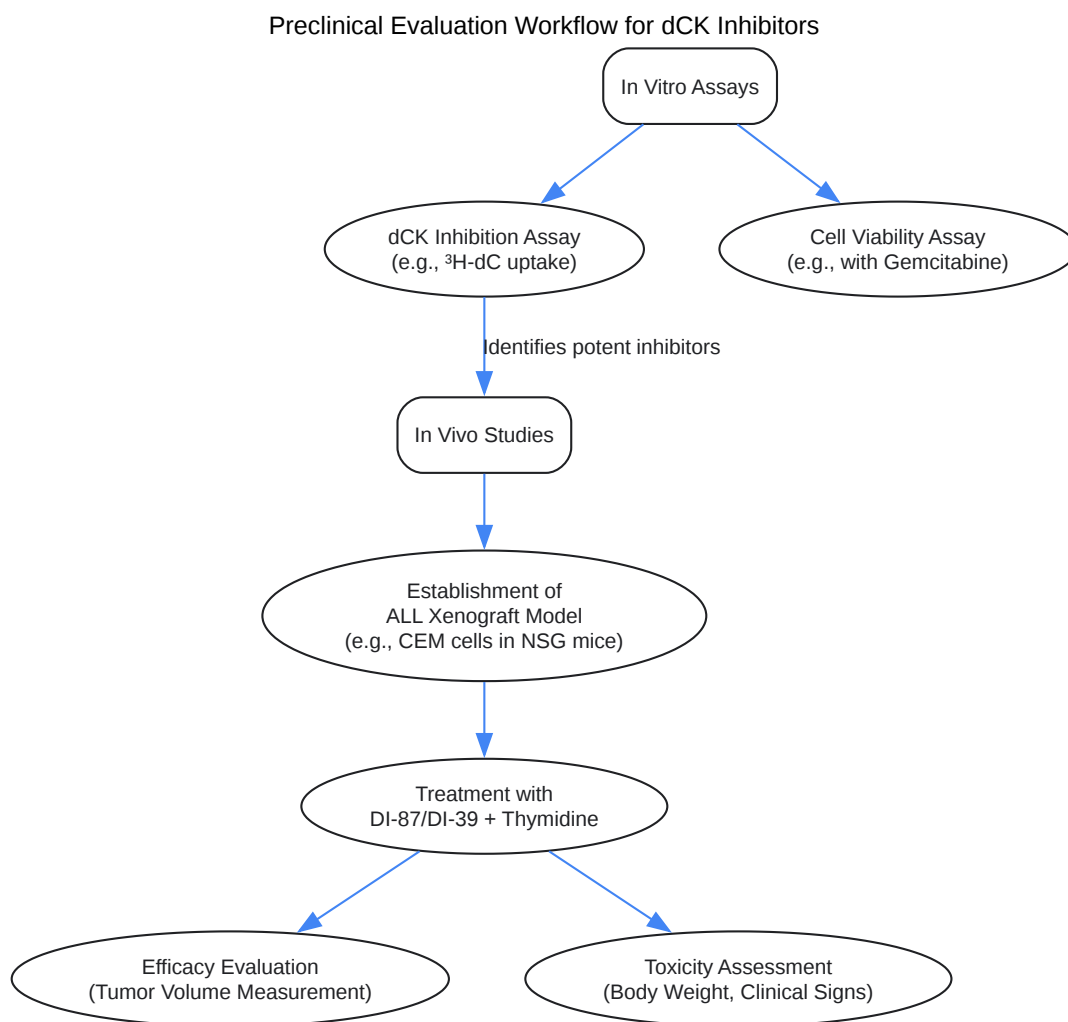 Preclinical Evaluation Workflow for dCK Inhibitors
In Vitro Assays
dCK Inhibition Assay
(e.g., ³H-dC uptake)
Cell Viability Assay
(e.g., with Gemcitabine)
Identifies potent inhibitors
In Vivo Studies
Establishment of
ALL Xenograft Model
(e.g., CEM cells in NSG mice)
Treatment with
DI-87/DI-39 + Thymidine
Efficacy Evaluation
(Tumor Volume Measurement)
Toxicity Assessment
(Body Weight, Clinical Signs)